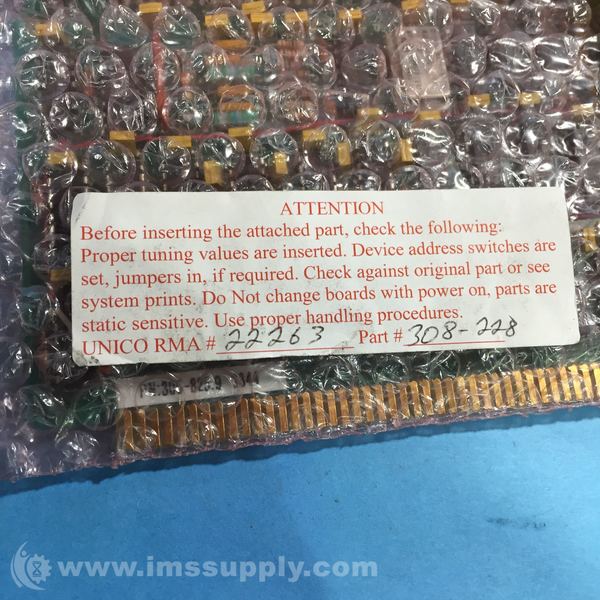 ATTENTION
Before inserting the attached part, check the following:
Proper tuning values are inserted. Device address switches are
set, jumpers in, if required. Check against original part or see
system prints. Do Not change boards with power on, parts are
static sensitive. Use proper handling procedures.
UNICO RMA # 22263 Part # 308-228
www.imssupply.com